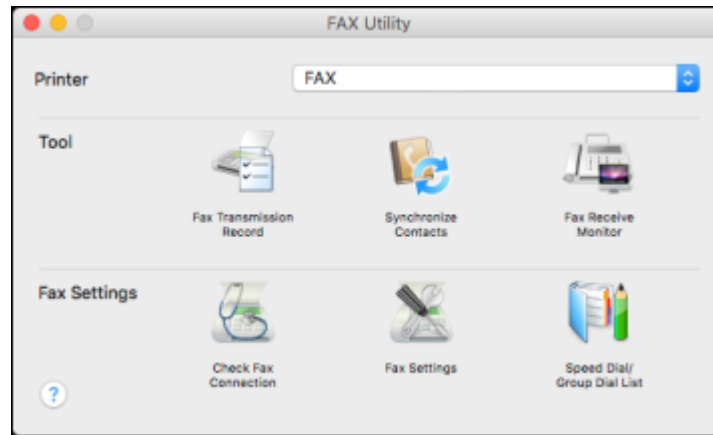 FAX Utility
Printer
FAX
Tool
Fax Transmission
Record
Synchronize
Contacts
Fax Receive
Monitor
Fax Settings
Check Fax
Connection
Fax Settings
Speed Dial/
Group Dial List
?